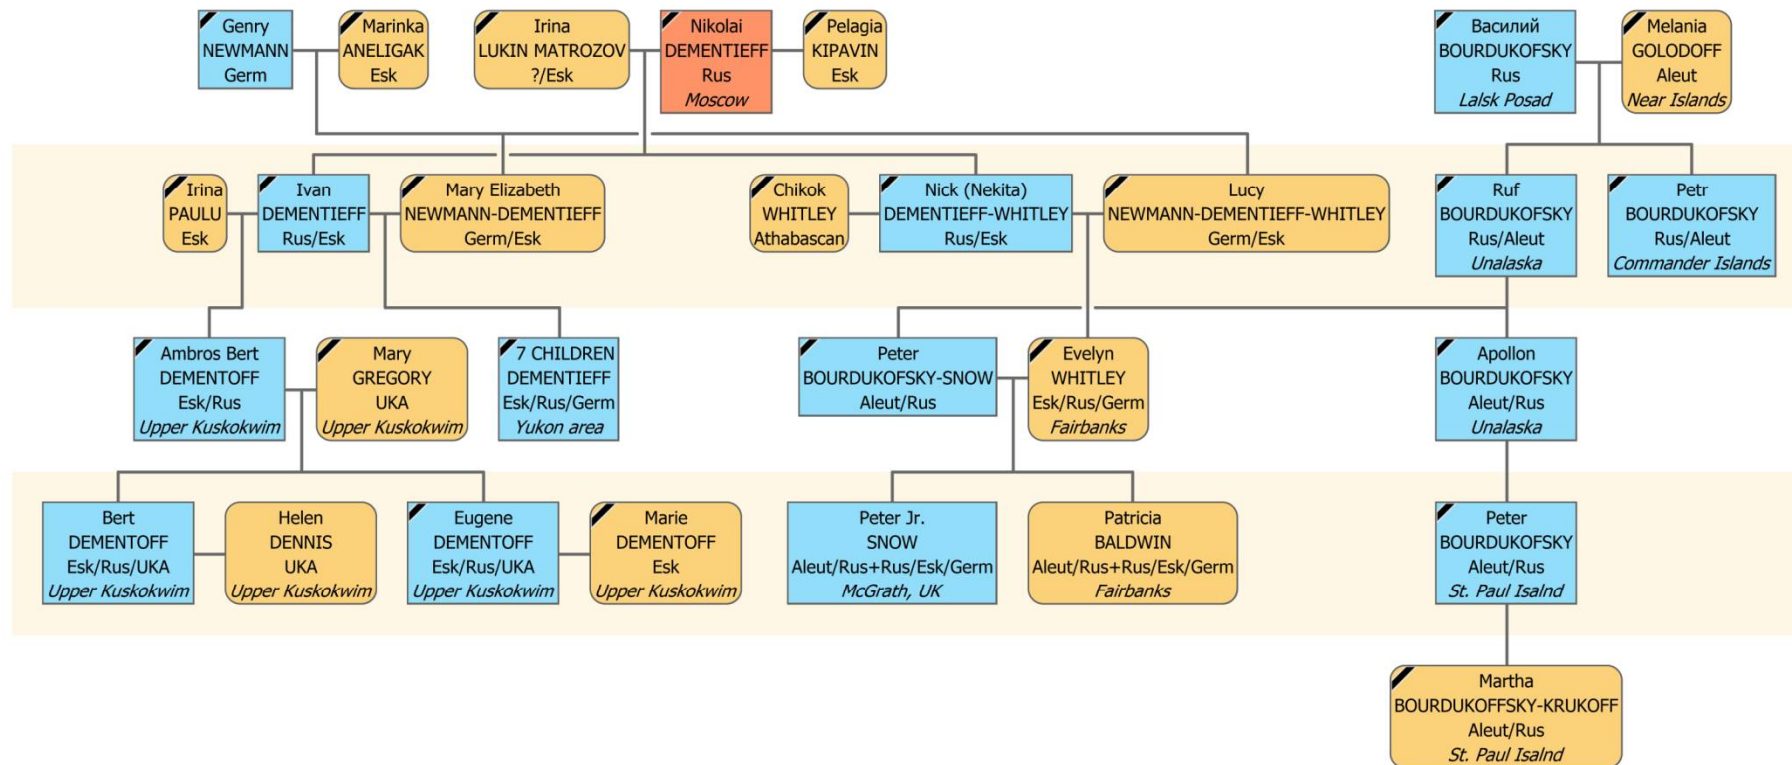 Genry
NEWMANN
Germ
Marinka
ANELIGAK
Esk
Irina
LUKIN MATROZOV
?/Esk
Nikolai
DEMENTIEFF
Rus
Moscow
Pelagia
KIPAVIN
Esk
Василий
BOURDUKOFSKY
Rus
Lalsk Posad
Melania
GOLODOFF
Aleut
Near Islands
Irina
PAULU
Esk
Ivan
DEMENTIEFF
Rus/Esk
Mary Elizabeth
NEWMANN-DEMENTIEFF
Germ/Esk
Chikok
WHITLEY
Athabascan
Nick (Nekita)
DEMENTIEFF-WHITLEY
Rus/Esk
Lucy
NEWMANN-DEMENTIEFF-WHITLEY
Germ/Esk
Ruf
BOURDUKOFSKY
Rus/Aleut
Unalaska
Petr
BOURDUKOFSKY
Rus/Aleut
Commander Islands
Ambros Bert
DEMENTOFF
Esk/Rus
Upper Kuskokwim
Mary
GREGORY
UKA
Upper Kuskokwim
7 CHILDREN
DEMENTIEFF
Esk/Rus/Germ
Yukon area
Peter
BOURDUKOFSKY-SNOW
Aleut/Rus
Evelyn
WHITLEY
Esk/Rus/Germ
Fairbanks
Apollon
BOURDUKOFSKY
Aleut/Rus
Unalaska
Bert
DEMENTOFF
Esk/Rus/UKA
Upper Kuskokwim
Helen
DENNIS
UKA
Upper Kuskokwim
Eugene
DEMENTOFF
Esk/Rus/UKA
Upper Kuskokwim
Marie
DEMENTOFF
Esk
Upper Kuskokwim
Peter Jr.
SNOW
Aleut/Rus+Rus/Esk/Germ
McGrath, UK
Patricia
BALDWIN
Aleut/Rus+Rus/Esk/Germ
Fairbanks
Peter
BOURDUKOFSKY
Aleut/Rus
St. Paul Isalnd
Martha
BOURDUKOFFSKY-KRUKOFF
Aleut/Rus
St. Paul Isalnd